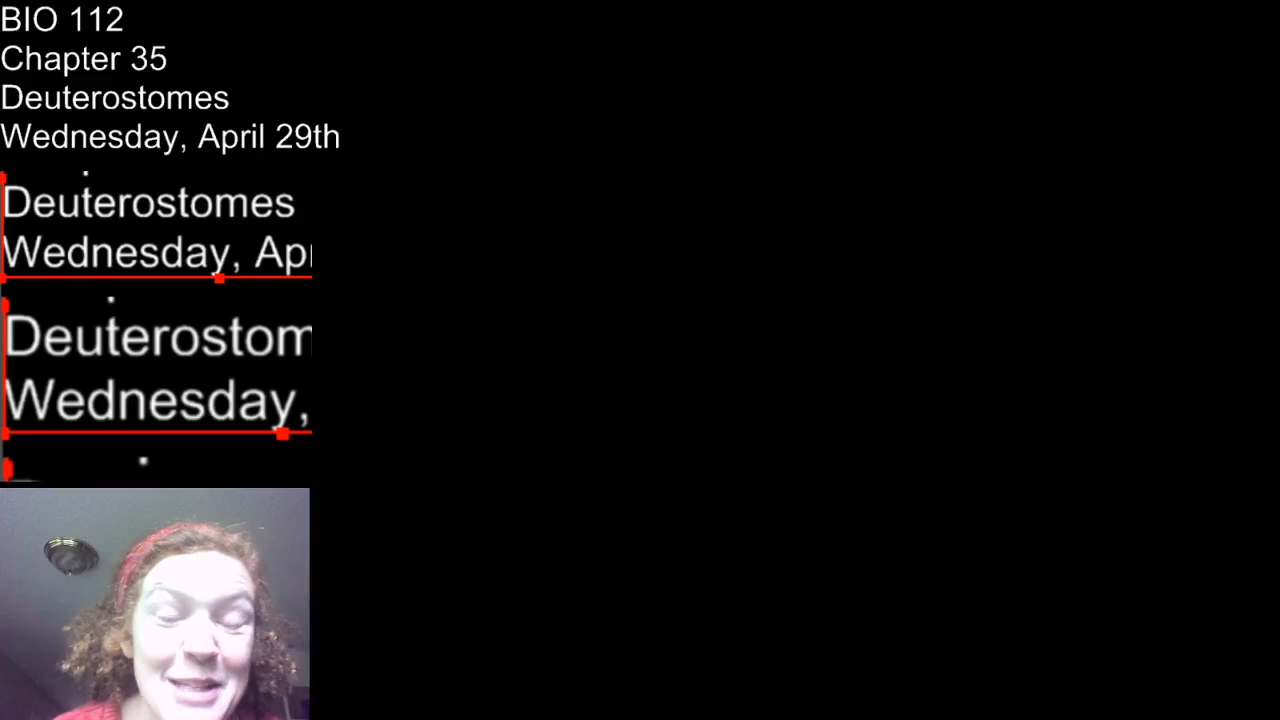 BIO 112
Chapter 35
Deuterostomes
Wednesday, April 29th
Deuterostomes
Wednesday, Apr
Deuterostom
Wednesday,